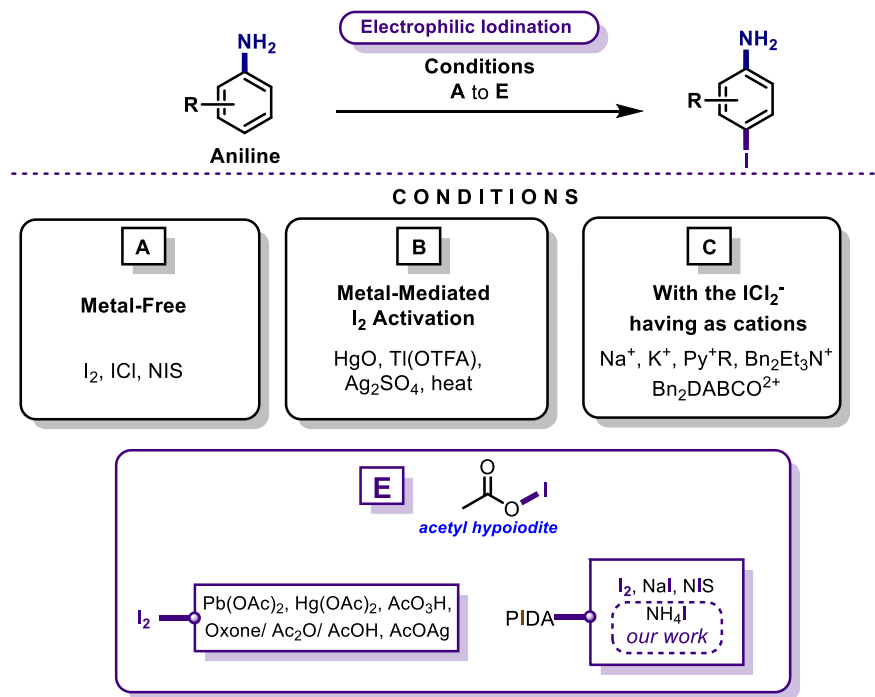 Electrophilic Iodination
NH₂
R
Aniline
Conditions
A to E
NH₂
R
I
CONDITIONS
A
Metal-Free
I₂, ICl, NIS
B
Metal-Mediated
I₂ Activation
HgO, Tl(OTFA),
Ag₂SO₄, heat
C
With the ICl₂⁻
having as cations
Na⁺, K⁺, Py⁺R, Bn₂Et₃N⁺
Bn₂DABCO²⁺
E
O
O
I
acetyl hypoiodite
I₂
Pb(OAc)₂, Hg(OAc)₂, AcO₃H,
Oxone/ Ac₂O/ AcOH, AcOAg
PIDA
I₂, NaI, NIS
NH₄I
our work